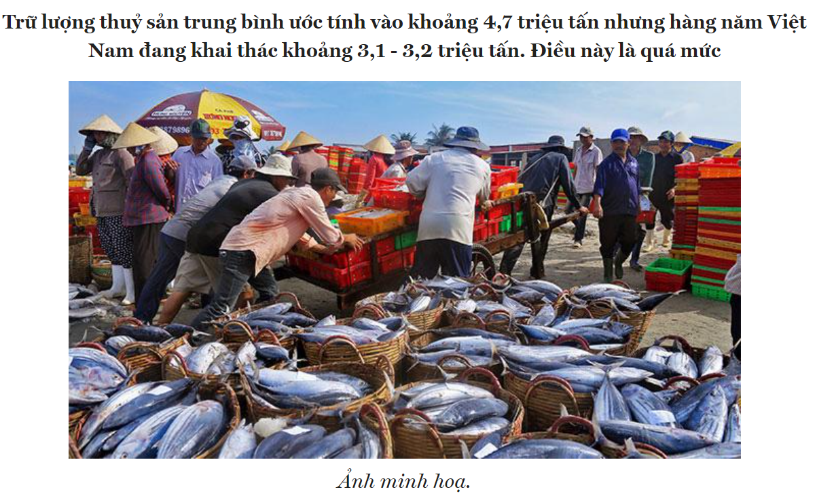 Trữ lượng thuỷ sản trung bình ước tính vào khoảng 4,7 triệu tấn nhưng hàng năm Việt
Nam đang khai thác khoảng 3,1 - 3,2 triệu tấn. Điều này là quá mức
Ảnh minh hoạ.